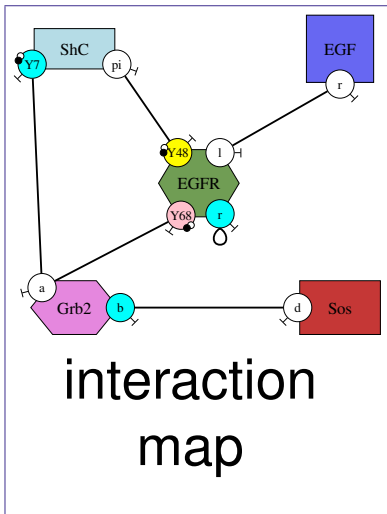 ShC
EGF
Y7
pi
r
Y48
l
EGFR
Y68
r
a
Grb2
b
d
Sos
interaction
map